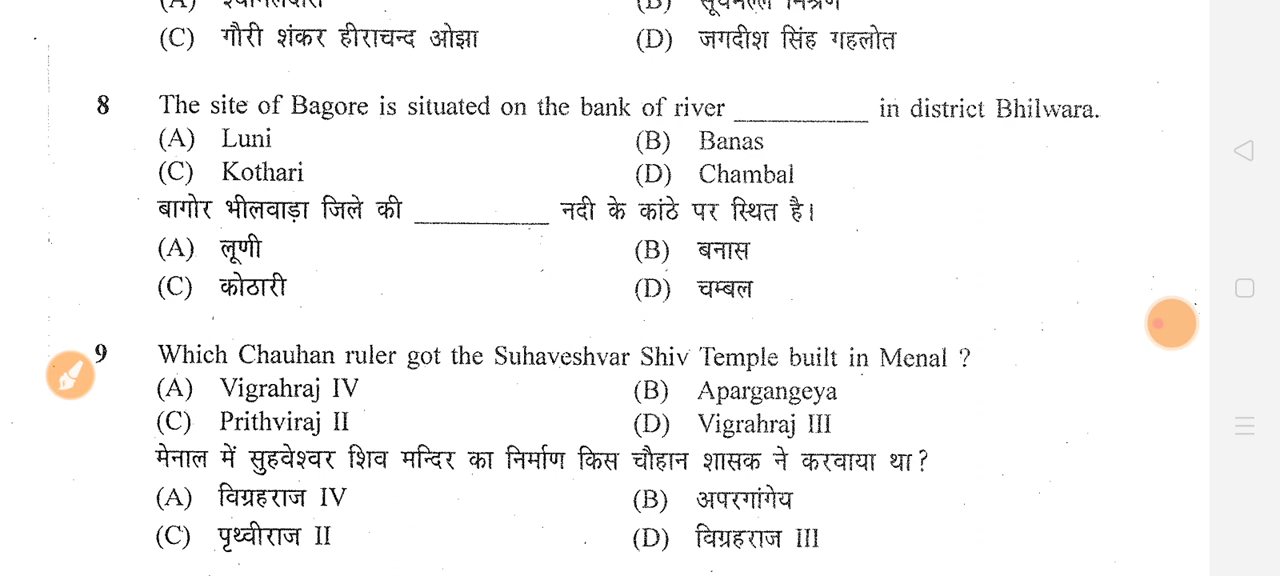 (C) गौरी शंकर हीराचन्द ओझा (D) जगदीश सिंह गहलोत
8 The site of Bagore is situated on the bank of river __________ in district Bhilwara.
(A) Luni (B) Banas
(C) Kothari (D) Chambal
बागोर भीलवाड़ा जिले की __________ नदी के कांठे पर स्थित है।
(A) लूणी (B) बनास
(C) कोठारी (D) चम्बल
9 Which Chauhan ruler got the Suhaveshvar Shiv Temple built in Menal ?
(A) Vigrahraj IV (B) Apargangeya
(C) Prithviraj II (D) Vigrahraj III
मेनाल में सुहवेश्वर शिव मन्दिर का निर्माण किस चौहान शासक ने करवाया था ?
(A) विग्रहराज IV (B) अपरगांगेय
(C) पृथ्वीराज II (D) विग्रहराज III